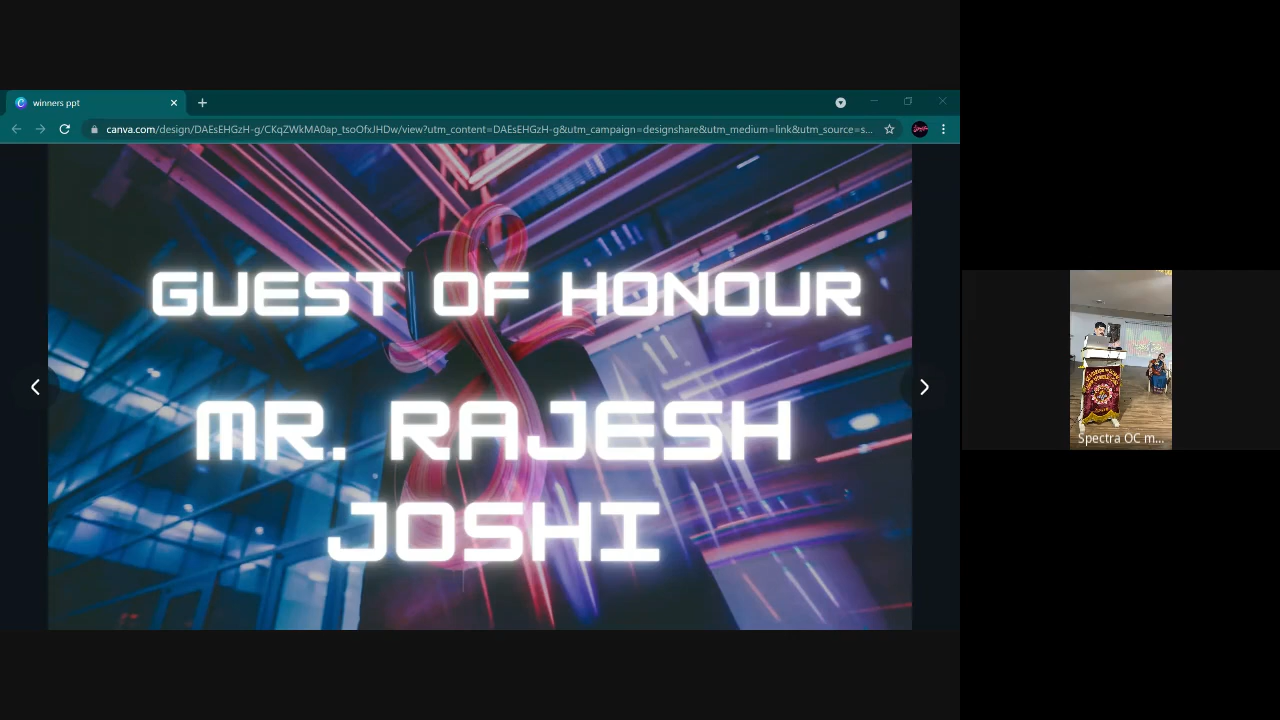 winners ppt
canva.com/design/DAEsEHGzH-g/CKqZWkMA0ap_tsoOfxJHDw/view?utm_content=DAEsEHGzH-g&utm_campaign=designshare&utm_medium=link&utm_source=s...
GUEST OF HONOUR
MR. RAJESH
JOSHI
Spectra OC m...